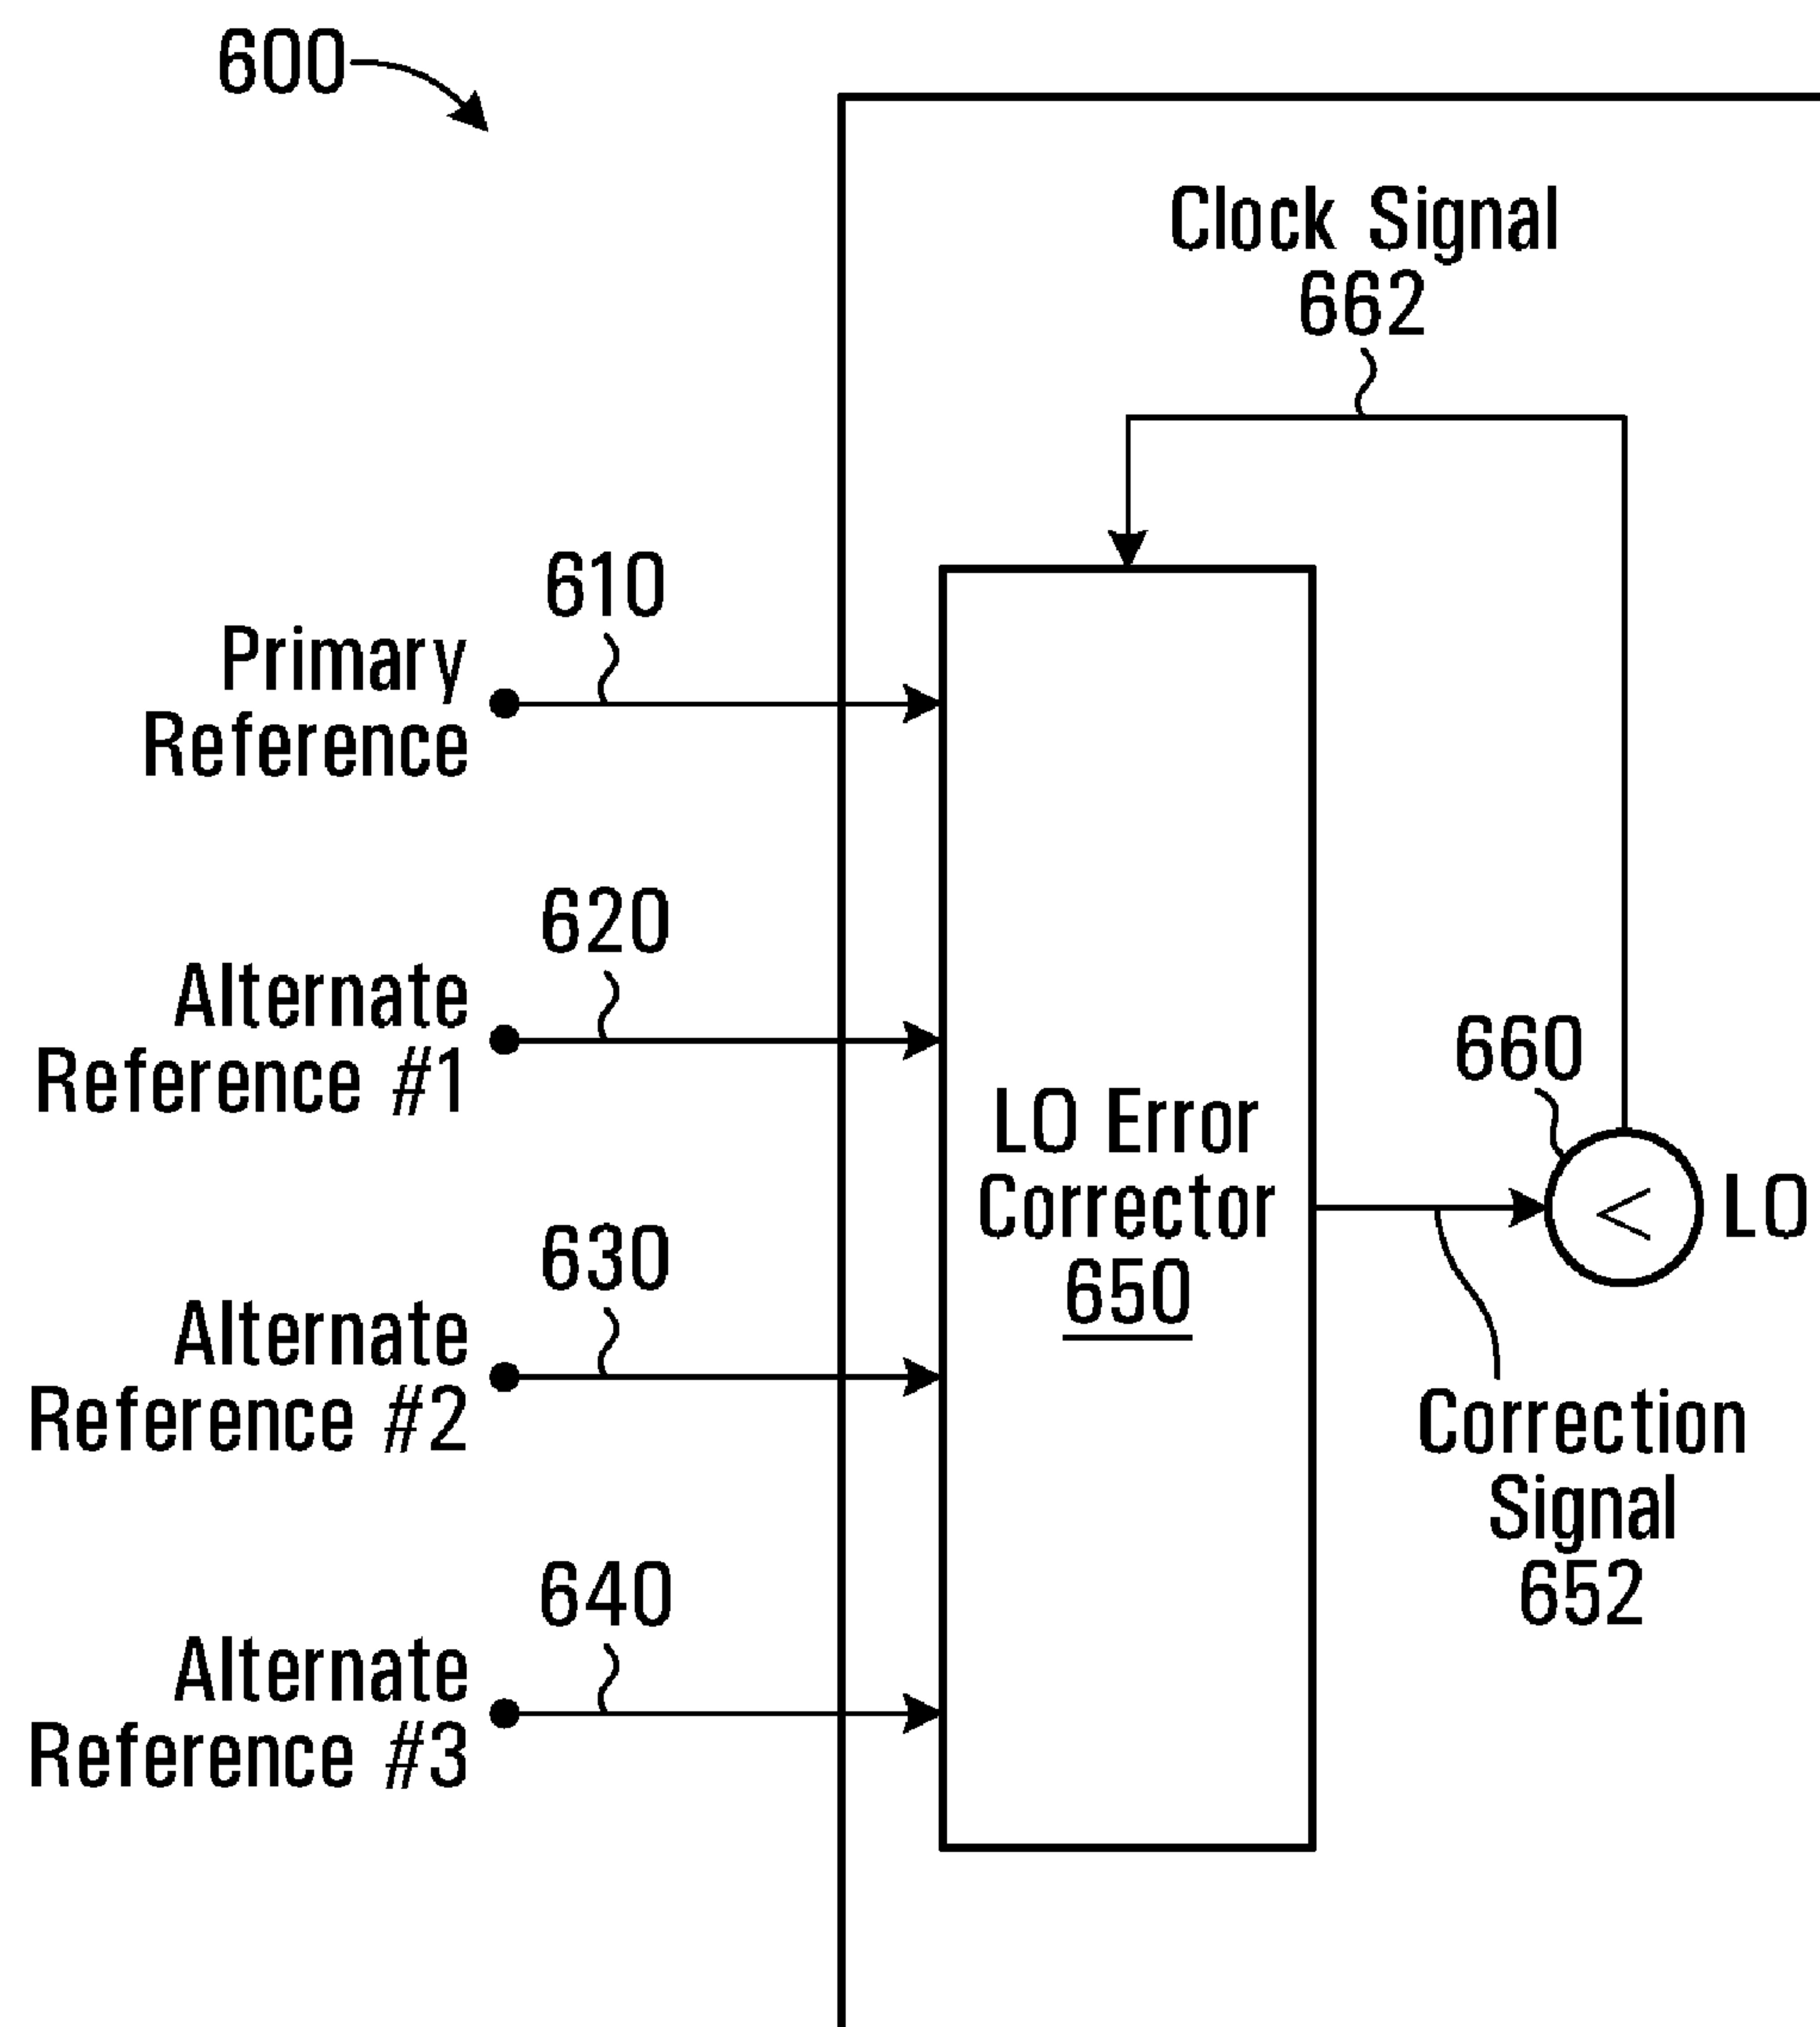 600
Clock Signal
662
610
Primary
Reference
620
Alternate
Reference #1
630
Alternate
Reference #2
640
Alternate
Reference #3
LO Error
Corrector
650
660
<
LO
Correction
Signal
652